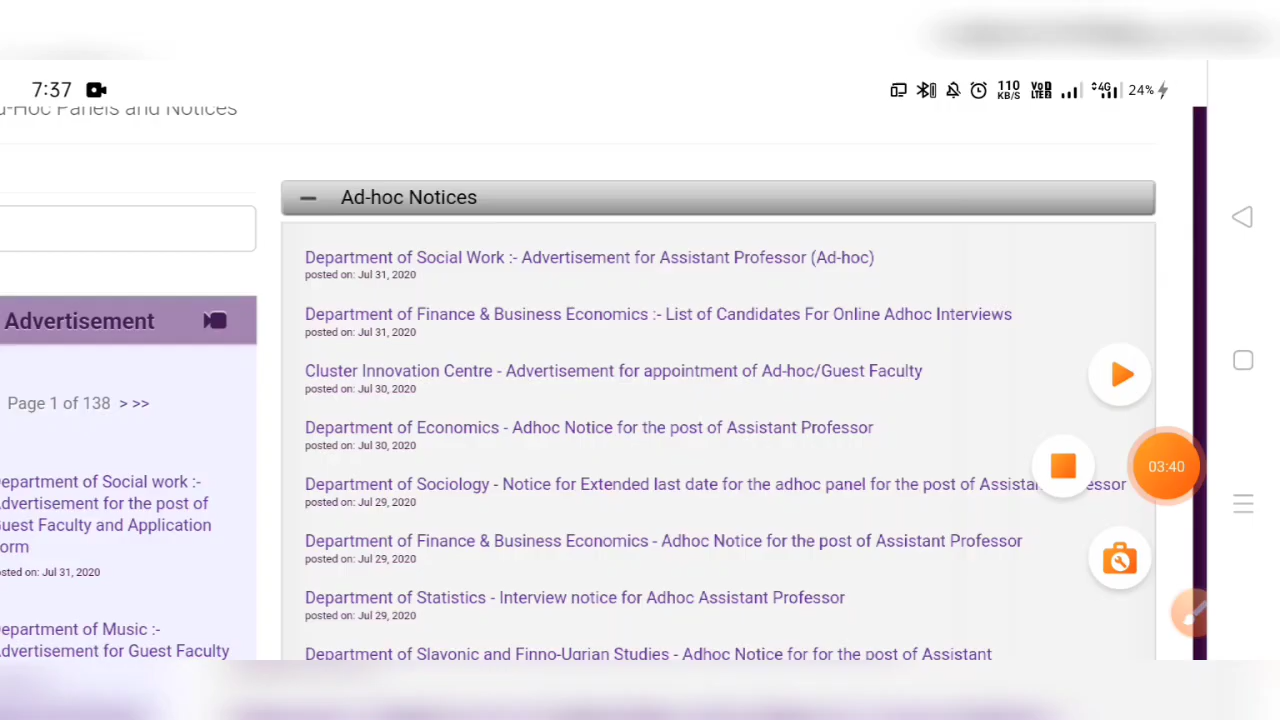 7:37
110
KB/S
VoD
LTE
4G
24%
d-Hoc Panels and Notices
Ad-hoc Notices
Department of Social Work :- Advertisement for Assistant Professor (Ad-hoc)
posted on: Jul 31, 2020
Department of Finance & Business Economics :- List of Candidates For Online Adhoc Interviews
posted on: Jul 31, 2020
Cluster Innovation Centre - Advertisement for appointment of Ad-hoc/Guest Faculty
posted on: Jul 30, 2020
Department of Economics - Adhoc Notice for the post of Assistant Professor
posted on: Jul 30, 2020
Department of Sociology - Notice for Extended last date for the adhoc panel for the post of Assista essor
posted on: Jul 29, 2020
Department of Finance & Business Economics - Adhoc Notice for the post of Assistant Professor
posted on: Jul 29, 2020
Department of Statistics - Interview notice for Adhoc Assistant Professor
posted on: Jul 29, 2020
Department of Slavonic and Finno-Ugrian Studies - Adhoc Notice for for the post of Assistant
Advertisement
Page 1 of 138 > >>
epartment of Social work :-
dvertisement for the post of
uest Faculty and Application
orm
sted on: Jul 31, 2020
epartment of Music :-
dvertisement for Guest Faculty
03:40